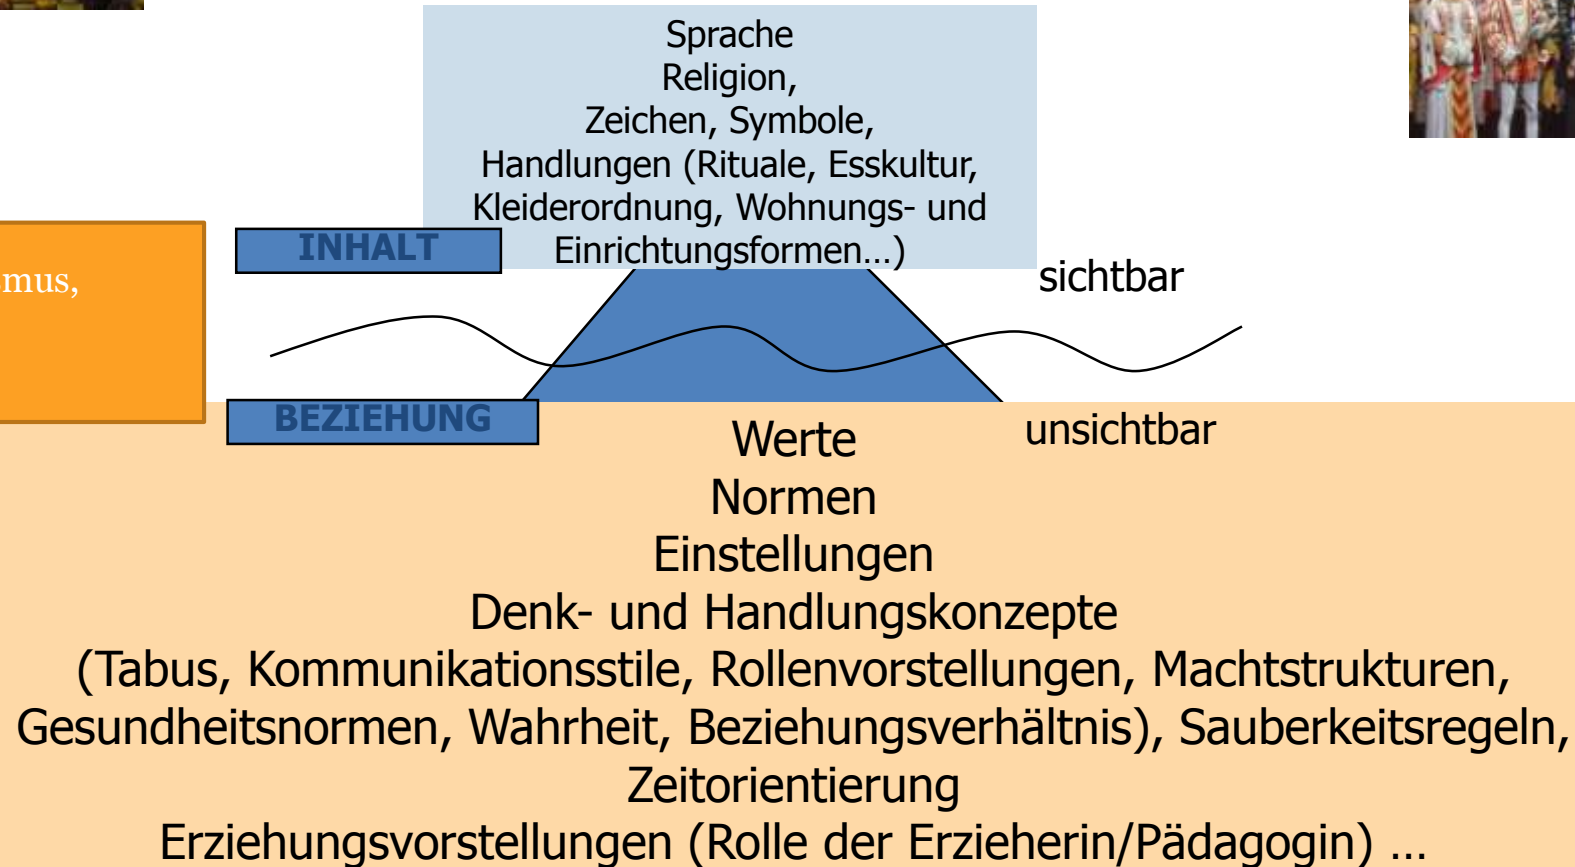 Sprache
Religion,
Zeichen, Symbole,
Handlungen (Rituale, Esskultur,
Kleiderordnung, Wohnungs- und
Einrichtungsformen...)
INHALT
sichtbar
BEZIEHUNG
unsichtbar
Werte
Normen
Einstellungen
Denk- und Handlungskonzepte
(Tabus, Kommunikationsstile, Rollenvorstellungen, Machtstrukturen,
Gesundheitsnormen, Wahrheit, Beziehungsverhältnis), Sauberkeitsregeln,
Zeitorientierung
Erziehungsvorstellungen (Rolle der Erzieherin/Pädagogin) ...